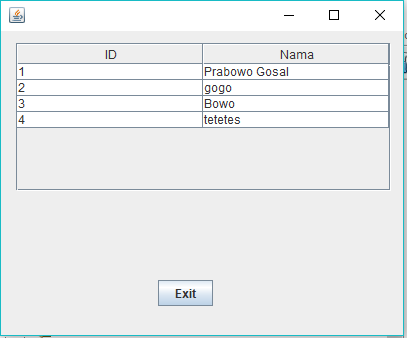 ID Nama
1 Prabowo Gosal
2 gogo
3 Bowo
4 tetetes
Exit